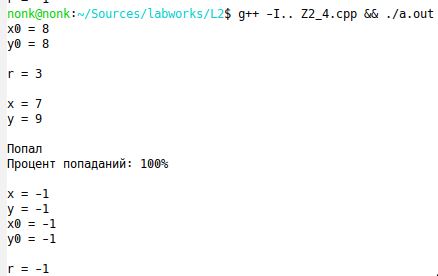 nonk@nonk:~/Sources/labworks/L2$ g++ -I.. Z2_4.cpp && ./a.out
x0 = 8
y0 = 8
r = 3
x = 7
y = 9
Попал
Процент попаданий: 100%
x = -1
y = -1
x0 = -1
y0 = -1
r = -1